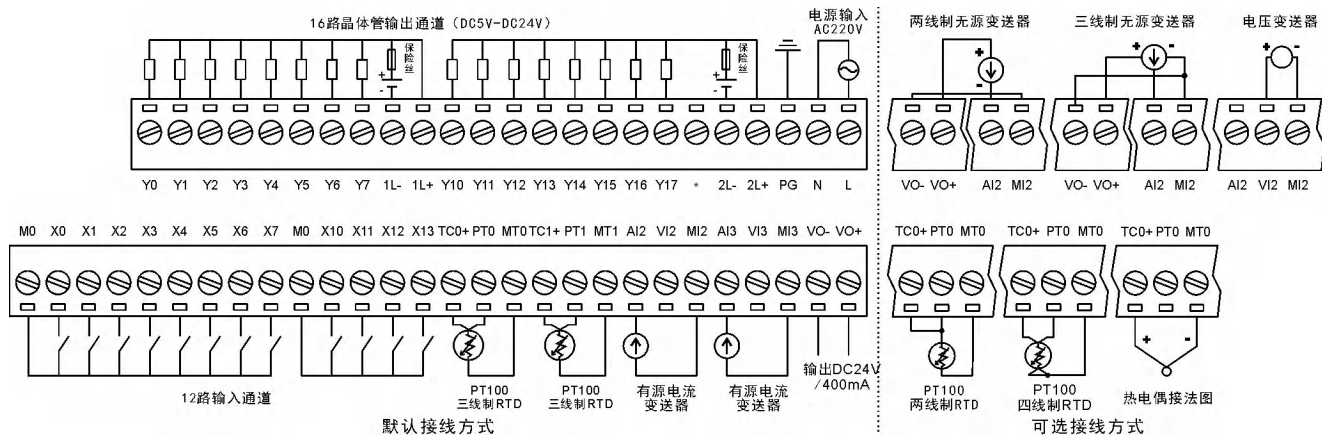 16路晶体管输出通道（DC5V-DC24V）
电源输入
AC220V
两线制无源变送器
三线制无源变送器
电压变送器
保险丝
保险丝
+
-
+
-
+
-
+
-
+
-
Y0 Y1 Y2 Y3 Y4 Y5 Y6 Y7 1L- 1L+ Y10 Y11 Y12 Y13 Y14 Y15 Y16 Y17 * 2L- 2L+ PG N L
VO- VO+ AI2 MI2
VO- VO+ AI2 MI2
AI2 VI2 MI2
M0 X0 X1 X2 X3 X4 X5 X6 X7 M0 X10 X11 X12 X13 TC0+ PT0 MT0 TC1+ PT1 MT1 AI2 VI2 MI2 AI3 VI3 MI3 VO- VO+
TC0+ PT0 MT0
TC0+ PT0 MT0
TC0+ PT0 MT0
+
-
12路输入通道
PT100
三线制RTD
PT100
三线制RTD
有源电流
变送器
有源电流
变送器
输出DC24V
/400mA
PT100
两线制RTD
PT100
四线制RTD
热电偶接法图
默认接线方式
可选接线方式